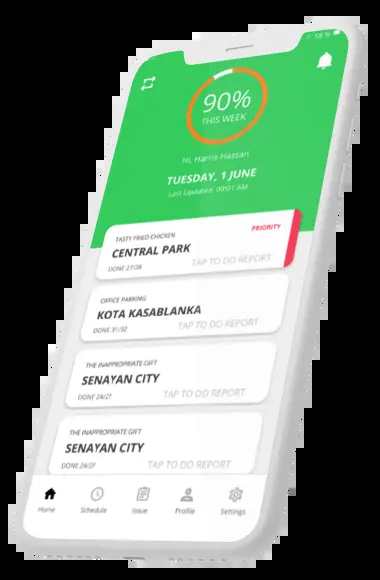 58 %
90%
THIS WEEK
Hi, Harris Hassan
TUESDAY, 1 JUNE
Last Updated, 09:01 AM
TASTY FRIED CHICKEN
PRIORITY
CENTRAL PARK
DONE 27/28
TAP TO DO REPORT
OFFICE PARKING
KOTA KASABLANKA
DONE 31/32
TAP TO DO REPORT
THE INAPPROPRIATE GIFT
SENAYAN CITY
DONE 24/27
TAP TO DO REPORT
THE INAPPROPRIATE GIFT
SENAYAN CITY
DONE 24/27
TAP TO DO REPORT
Home Schedule Issue Profile Settings